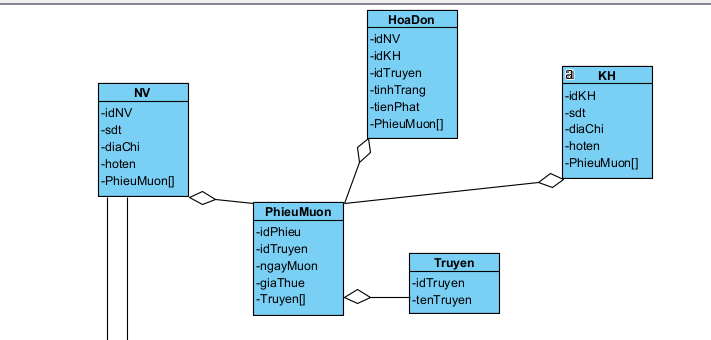 HoaDon
-idNV
-idKH
-idTruyen
-tinhTrang
-tienPhat
-PhieuMuon[]
a
KH
-idKH
-sdt
-diaChi
-hoten
-PhieuMuon[]
NV
-idNV
-sdt
-diaChi
-hoten
-PhieuMuon[]
PhieuMuon
-idPhieu
-idTruyen
-ngayMuon
-giaThue
-Truyen[]
Truyen
-idTruyen
-tenTruyen